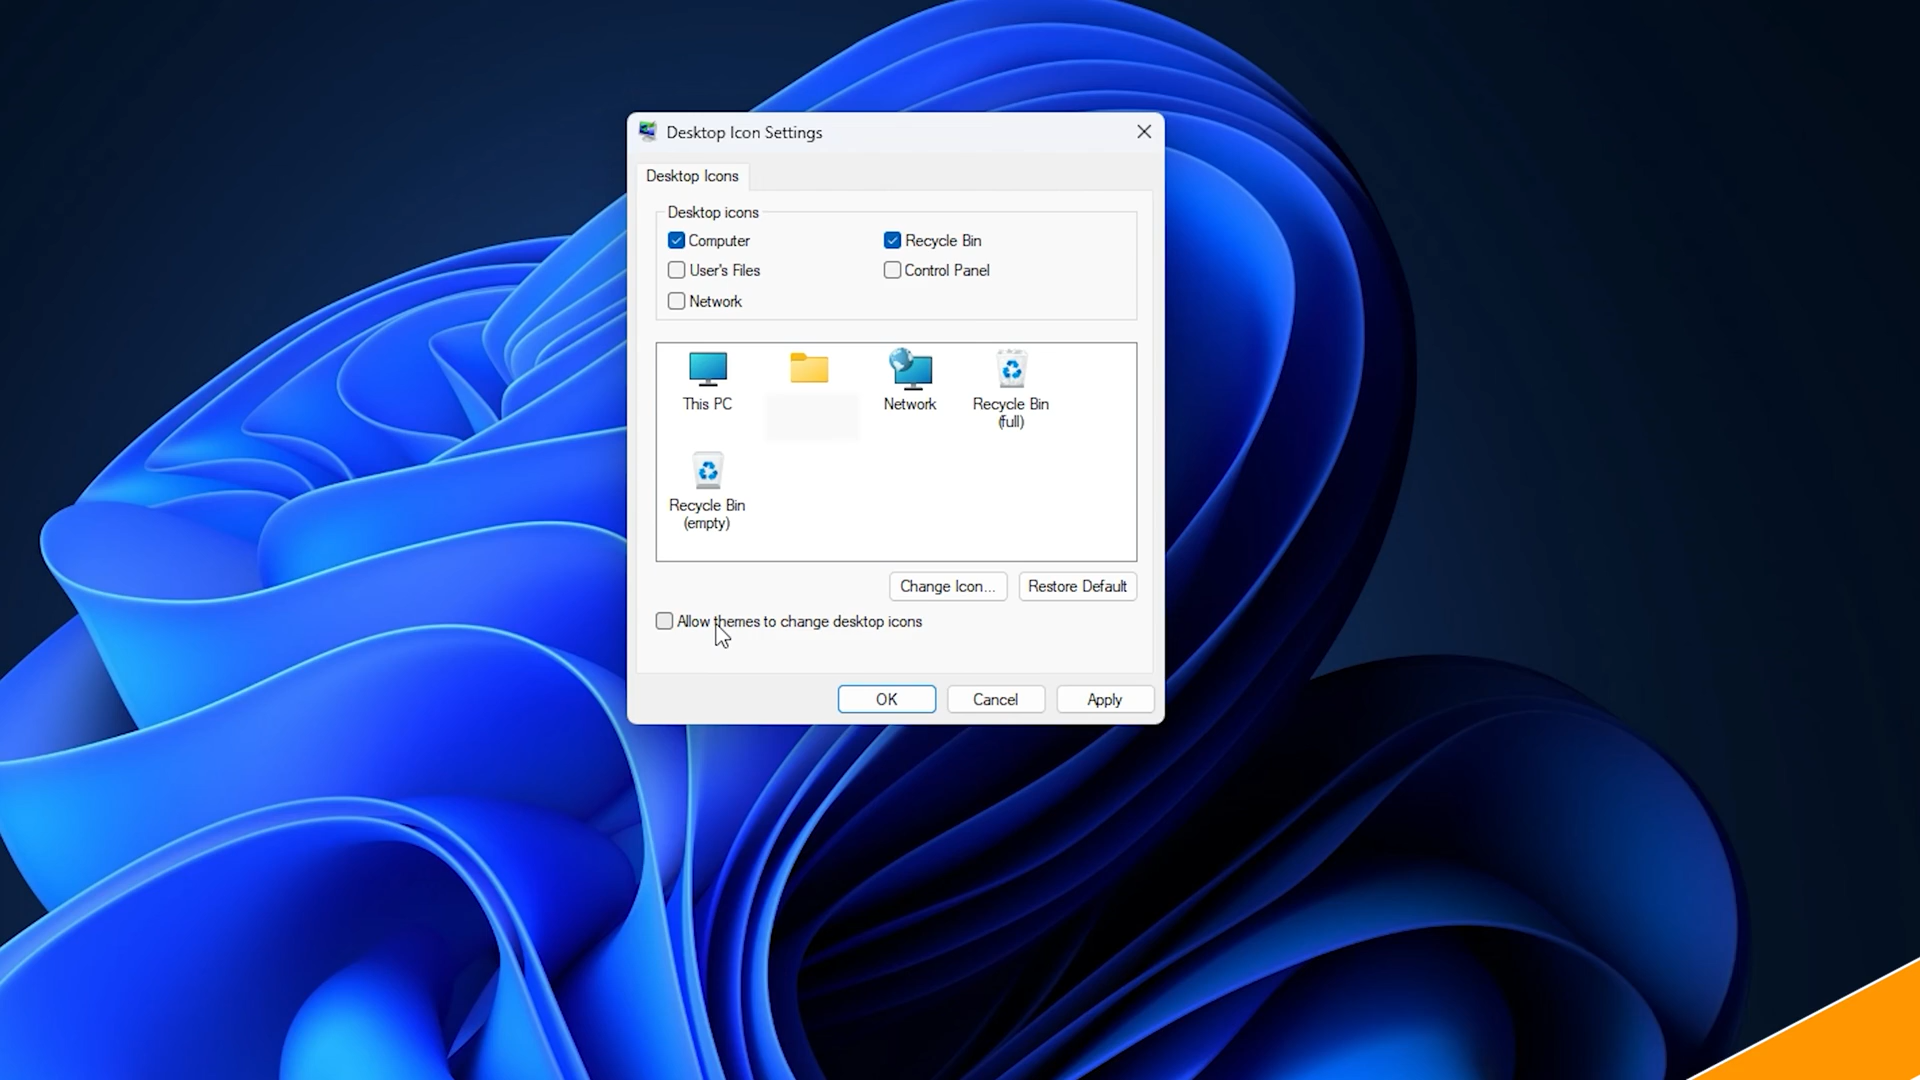 Desktop Icon Settings
Desktop Icons
Desktop icons
Computer
Recycle Bin
User's Files
Control Panel
Network
This PC
Network
Recycle Bin
(full)
Recycle Bin
(empty)
Change Icon...
Restore Default
Allow themes to change desktop icons
OK
Cancel
Apply